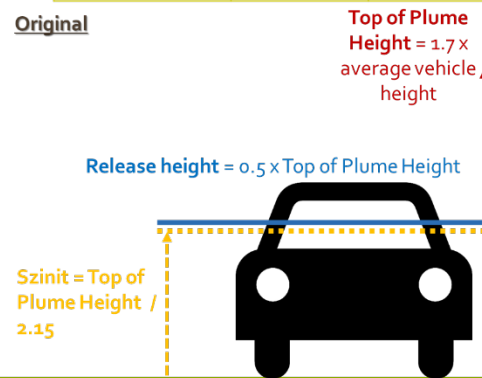 Original
Top of Plume
Height = 1.7 x
average vehicle
height
Release height = 0.5 x Top of Plume Height
Szinit = Top of
Plume Height /
2.15